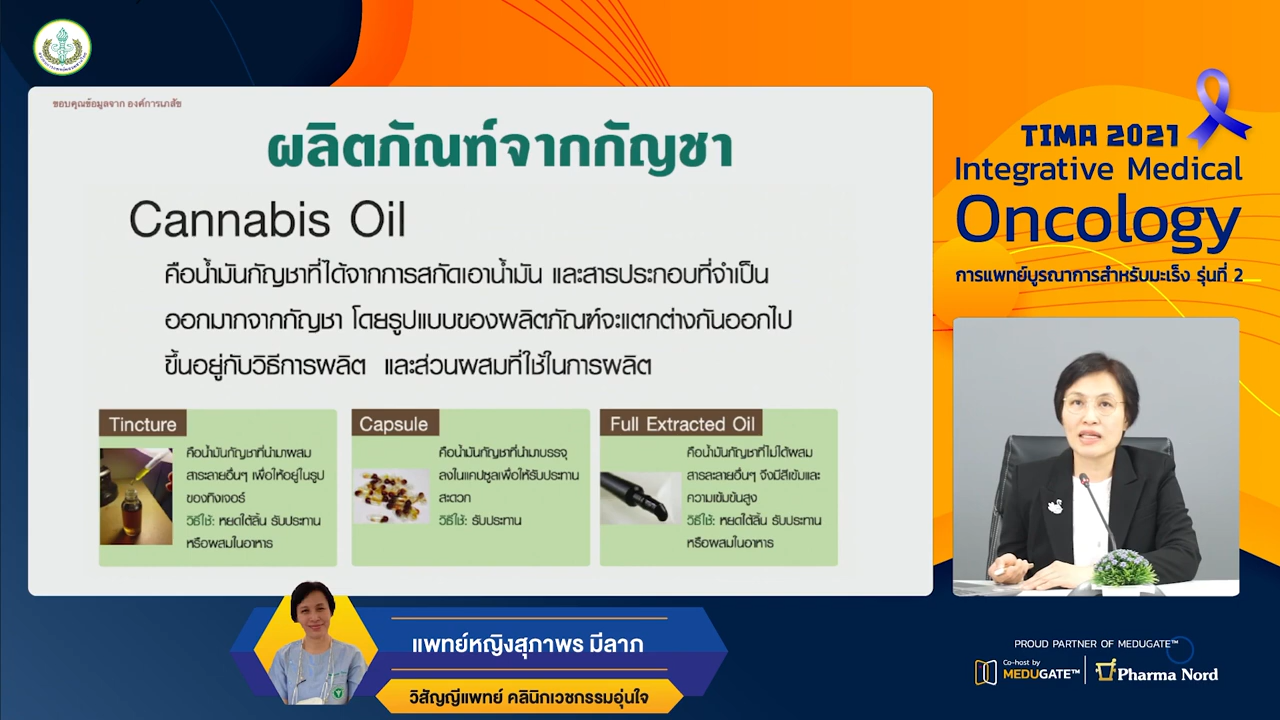 ขอบคุณข้อมูลจาก องค์การเภสัช
ผลิตภัณฑ์จากกัญชา
Cannabis Oil
คือน้ำมันกัญชาที่ได้จากการสกัดเอาน้ำมัน และสารประกอบที่จำเป็น
ออกมากจากกัญชา โดยรูปแบบของผลิตภัณฑ์จะแตกต่างกันออกไป
ขึ้นอยู่กับวิธีการผลิต และส่วนผสมที่ใช้ในการผลิต
Tincture
คือน้ำมันกัญชาที่นำมาผสม
สาระลายอื่นๆ เพื่อให้อยู่ในรูป
ของทิงเจอร์
วิธีใช้: หยดใต้ลิ้น รับประทาน
หรือผสมในอาหาร
Capsule
คือน้ำมันกัญชาที่นำมาบรรจุ
ลงในแคปซูลเพื่อให้รับประทาน
สะดวก
วิธีใช้: รับประทาน
Full Extracted Oil
คือน้ำมันกัญชาที่ไม่ได้ผสม
สารละลายอื่นๆ จึงมีสีเข้มและ
ความเข้มข้นสูง
วิธีใช้: หยดใต้ลิ้น รับประทาน
หรือผสมในอาหาร
TIMA 2021
Integrative Medical
Oncology
การแพทย์บูรณาการสำหรับมะเร็ง รุ่นที่ 2
แพทย์หญิงสุภาพร มีลาภ
วิสัญญีแพทย์ คลินิกเวชกรรมอุ่นใจ
PROUD PARTNER OF MEDUGATE™
Co-host by
MEDUGATE™
Pharma Nord